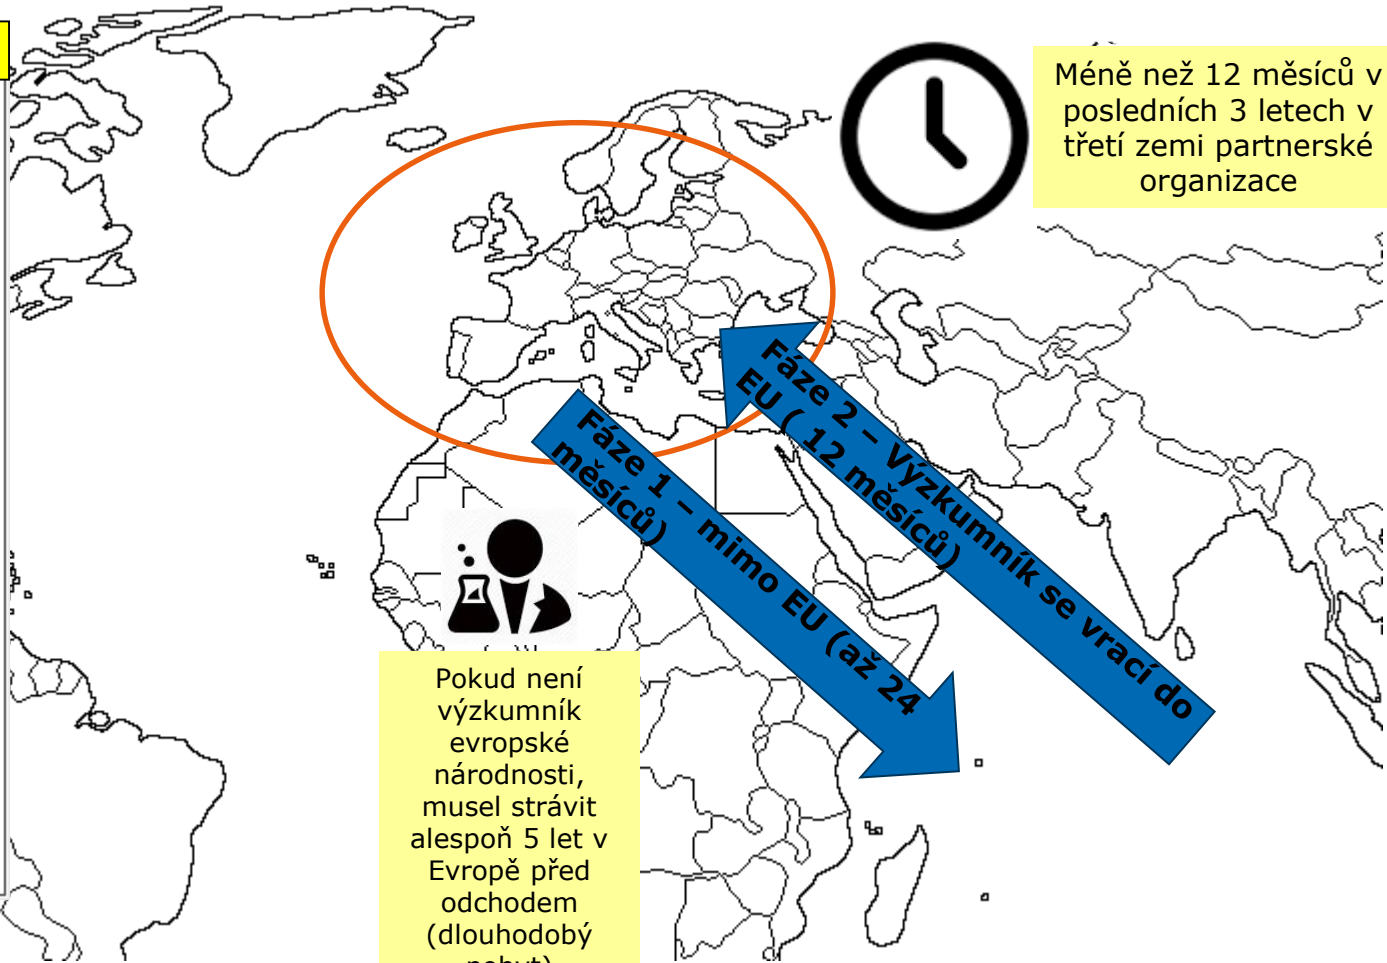 Méně než 12 měsíců v
posledních 3 letech v
třetí zemi partnerské
organizace
Fáze 2 – Výzkumník se vrací do
EU ( 12 měsíců)
Fáze 1 – mimo EU (až 24
měsíců)
Pokud není
výzkumník
evropské
národnosti,
musel strávit
alespoň 5 let v
Evropě před
odchodem
(dlouhodobý
pobyt)